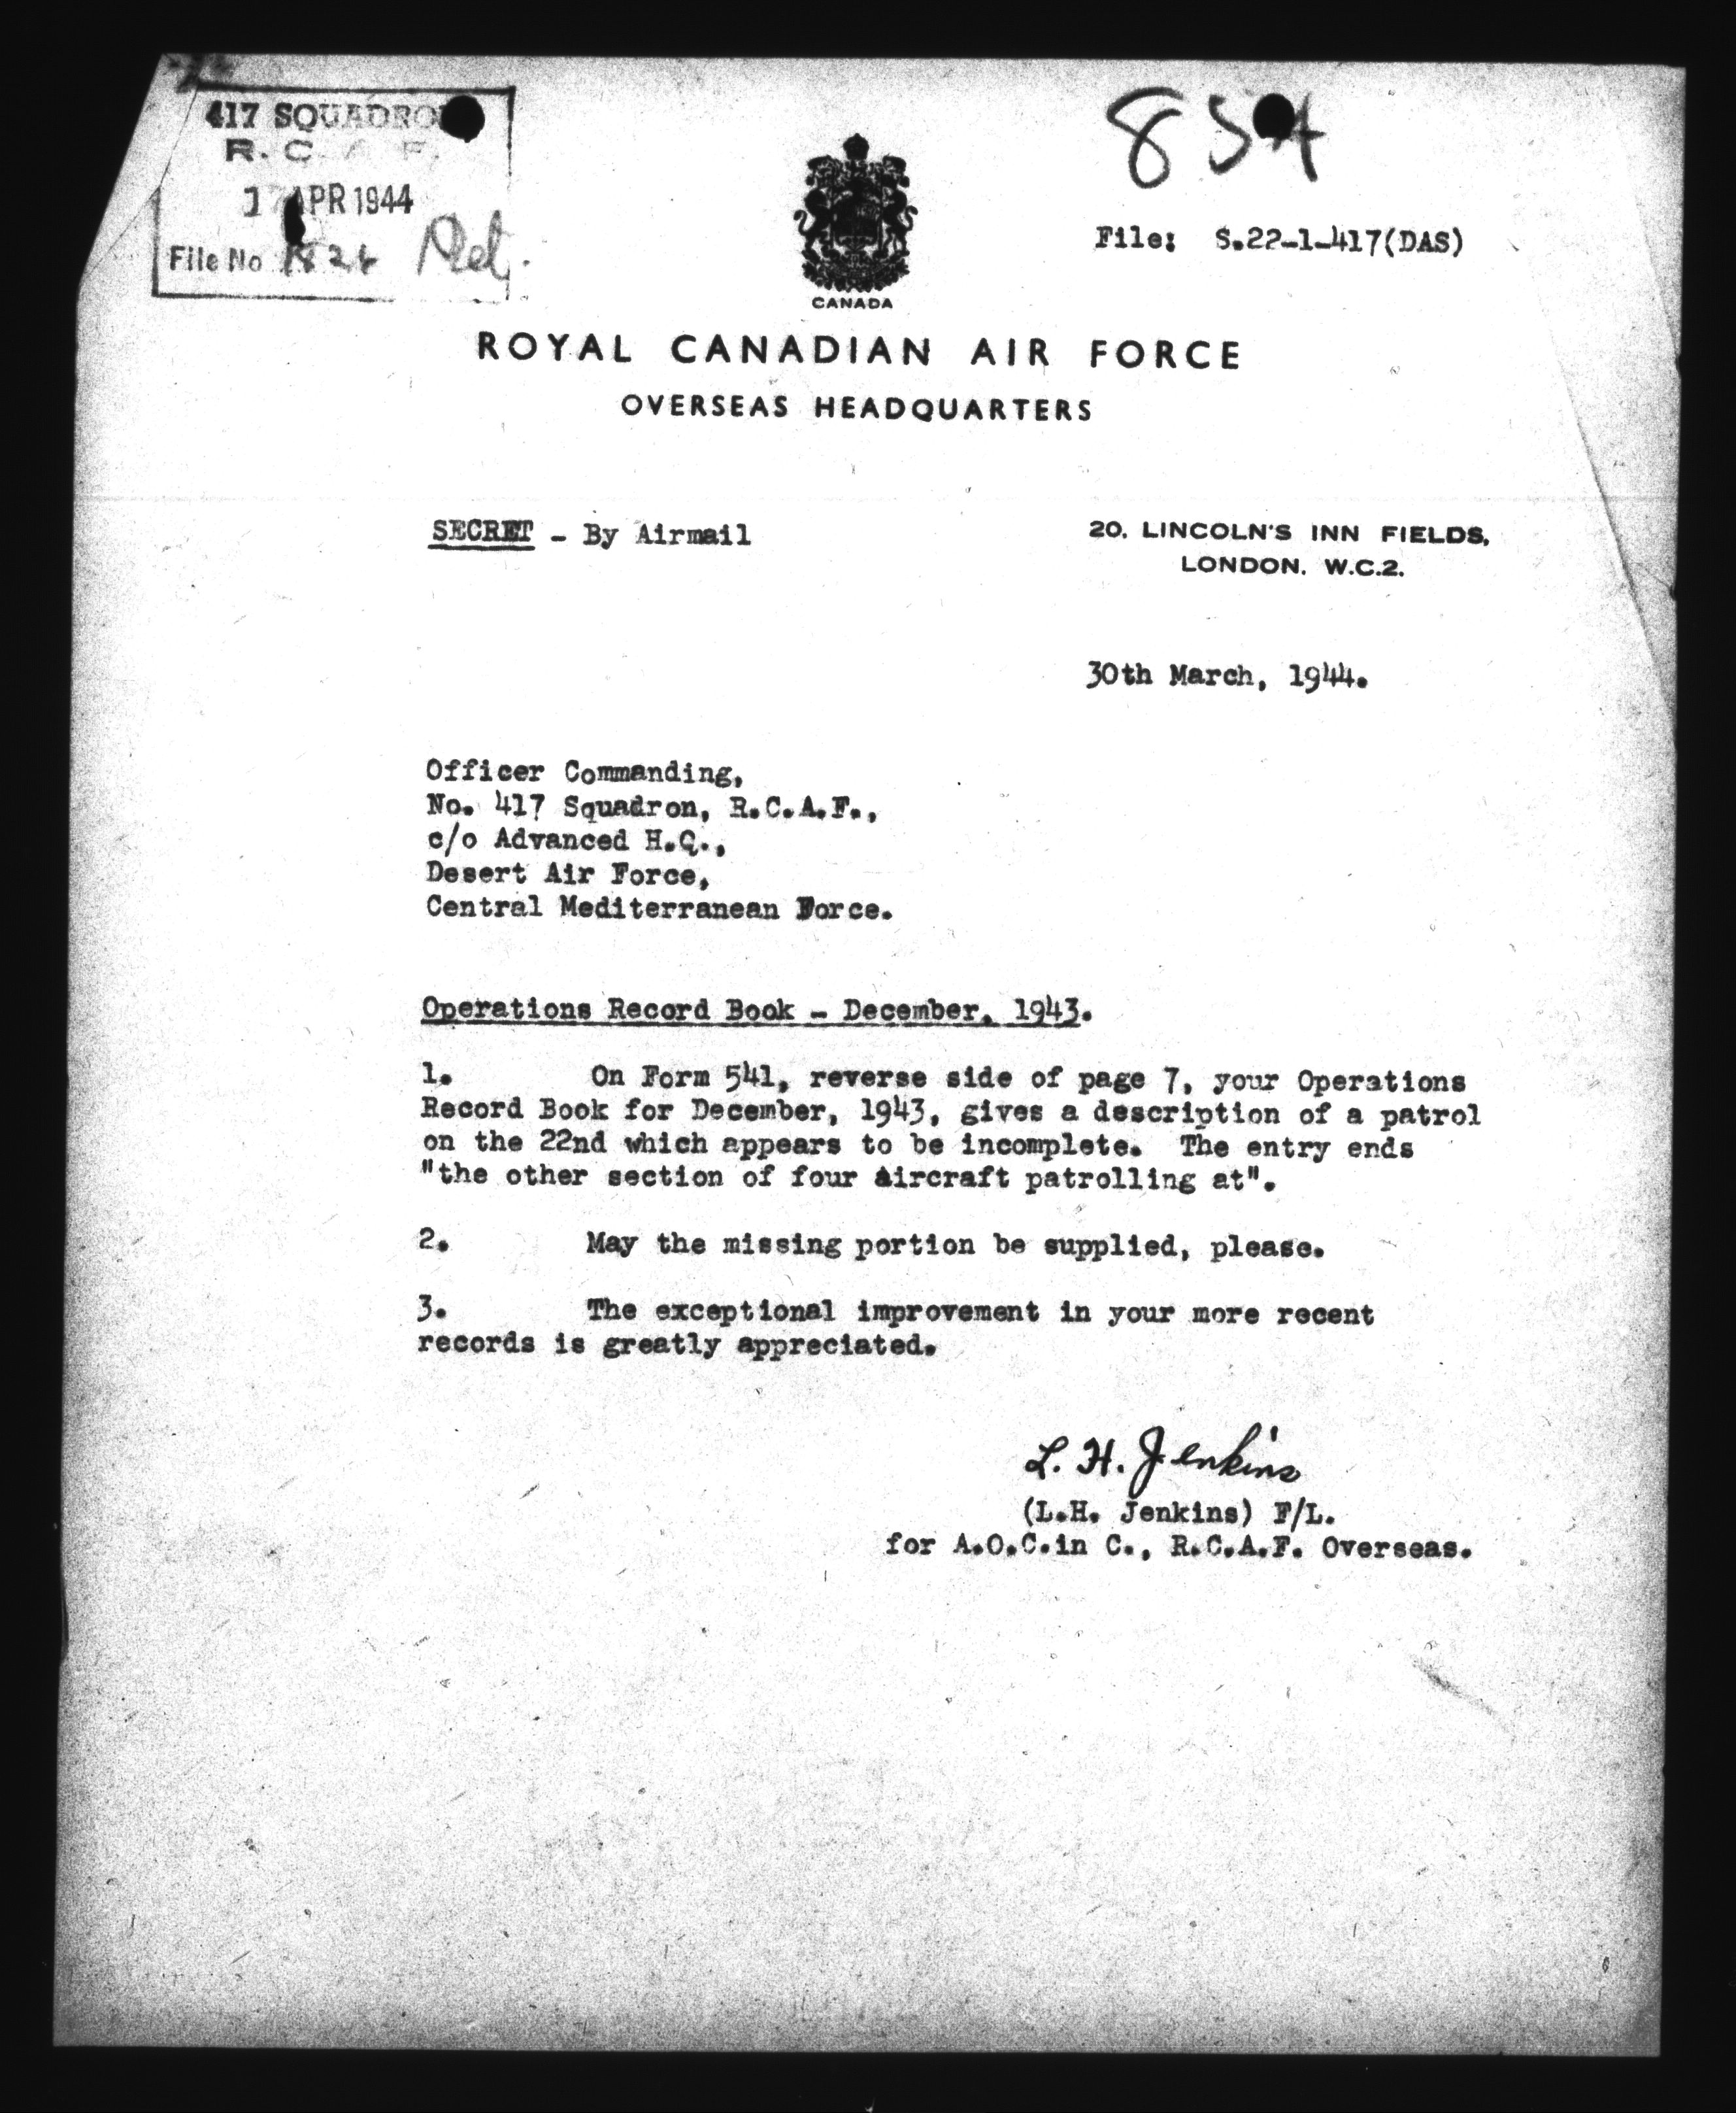 417 SQUADRON
R. C. A. F.
17 APR 1944
File No
File: S.22-1-417(DAS)
CANADA
ROYAL CANADIAN AIR FORCE
OVERSEAS HEADQUARTERS
SECRET - By Airmail
20, LINCOLN'S INN FIELDS,
LONDON. W.C.2.
30th March, 1944.
Officer Commanding,
No. 417 Squadron, R.C.A.F.,
c/o Advanced H.Q.,
Desert Air Force,
Central Mediterranean Force.
Operations Record Book - December, 1943.
1. On Form 541, reverse side of page 7, your Operations
Record Book for December, 1943, gives a description of a patrol
on the 22nd which appears to be incomplete. The entry ends
"the other section of four aircraft patrolling at".
2. May the missing portion be supplied, please.
3. The exceptional improvement in your more recent
records is greatly appreciated.
L. H. Jenkins
(L.H. Jenkins) F/L.
for A.O.C.in C., R.C.A.F. Overseas.